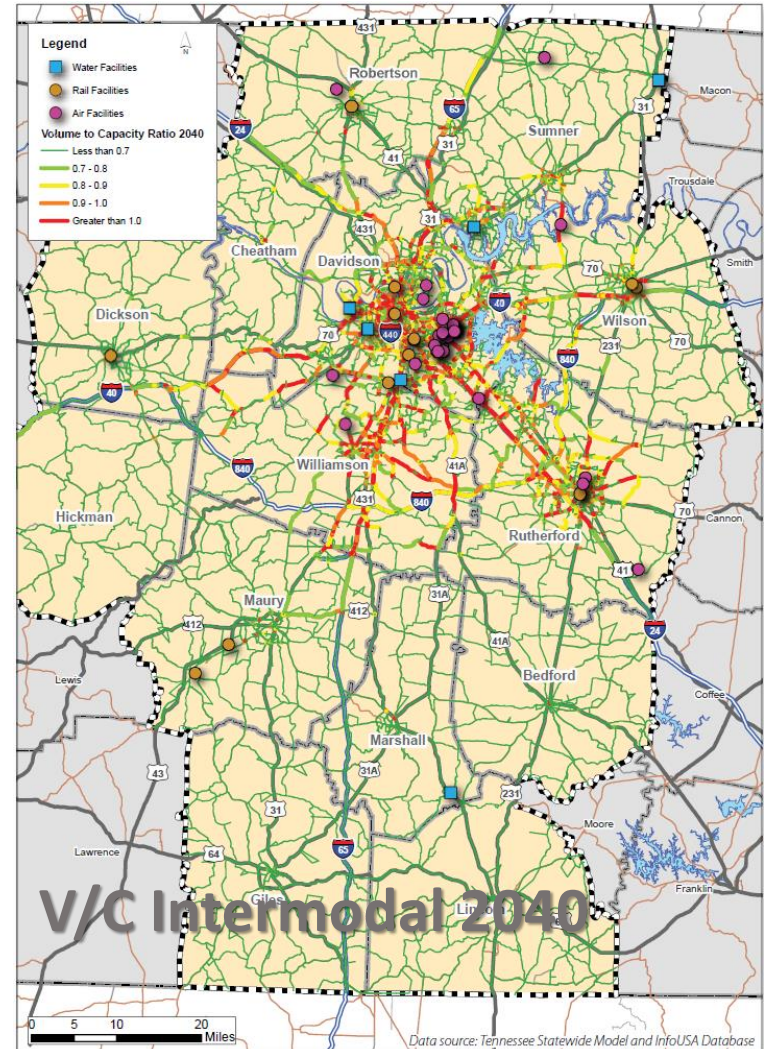 Legend
N
Water Facilities
Rail Facilities
Air Facilities
Volume to Capacity Ratio 2040
Less than 0.7
0.7 - 0.8
0.8 - 0.9
0.9 - 1.0
Greater than 1.0
431
Robertson
65
24
Macon
31
Sumner
31
41
Trousdale
31
431
Cheatham
Davidson
70
Smith
40
Dickson
70
440
Wilson
231
70
840
40
Williamson
41A
840
431
840
Hickman
Rutherford
70
Cannon
41
Maury
412
31A
412
24
41A
Bedford
Lewis
Coffee
Marshall
43
31A
231
31
Moore
Lawrence
64
65
Giles
Franklin
V/C Intermodal 2040
Lincoln
0 5 10 20
Miles
Data source: Tennessee Statewide Model and InfoUSA Database